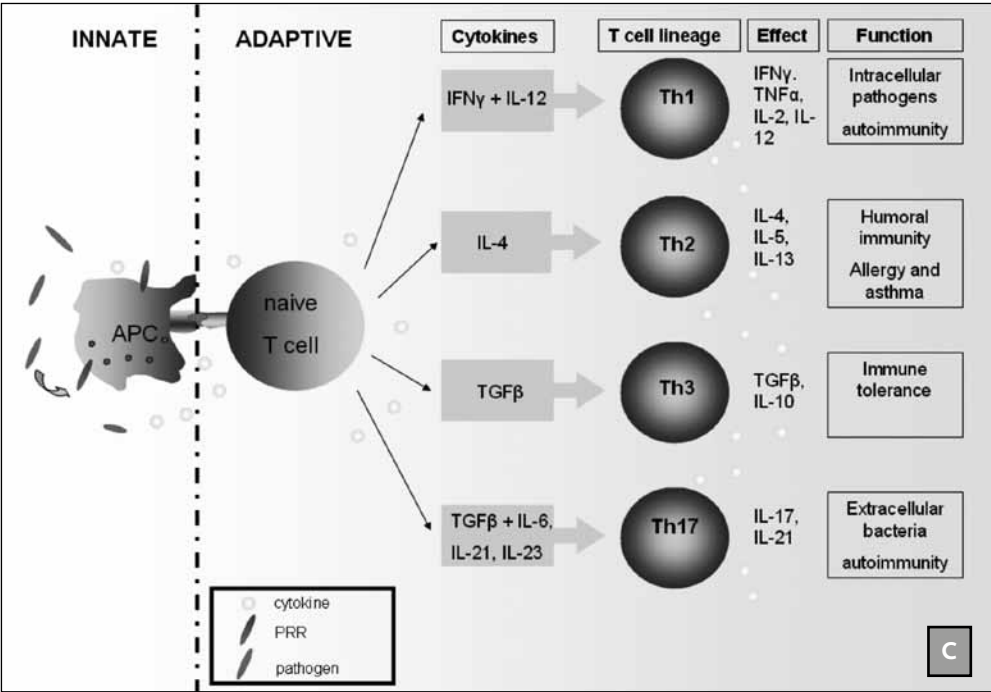 INNATE
ADAPTIVE
Cytokines
T cell lineage
Effect
Function
IFNγ + IL-12
Th1
IFNγ.
TNFα,
IL-2, IL-
12
Intracellular
pathogens
autoimmunity
IL-4
Th2
IL-4,
IL-5,
IL-13
Humoral
immunity
Allergy and
asthma
APC
naive
T cell
TGFβ
Th3
TGFβ,
IL-10
Immune
tolerance
TGFβ + IL-6,
IL-21, IL-23
Th17
IL-17,
IL-21
Extracellular
bacteria
autoimmunity
cytokine
PRR
pathogen
C